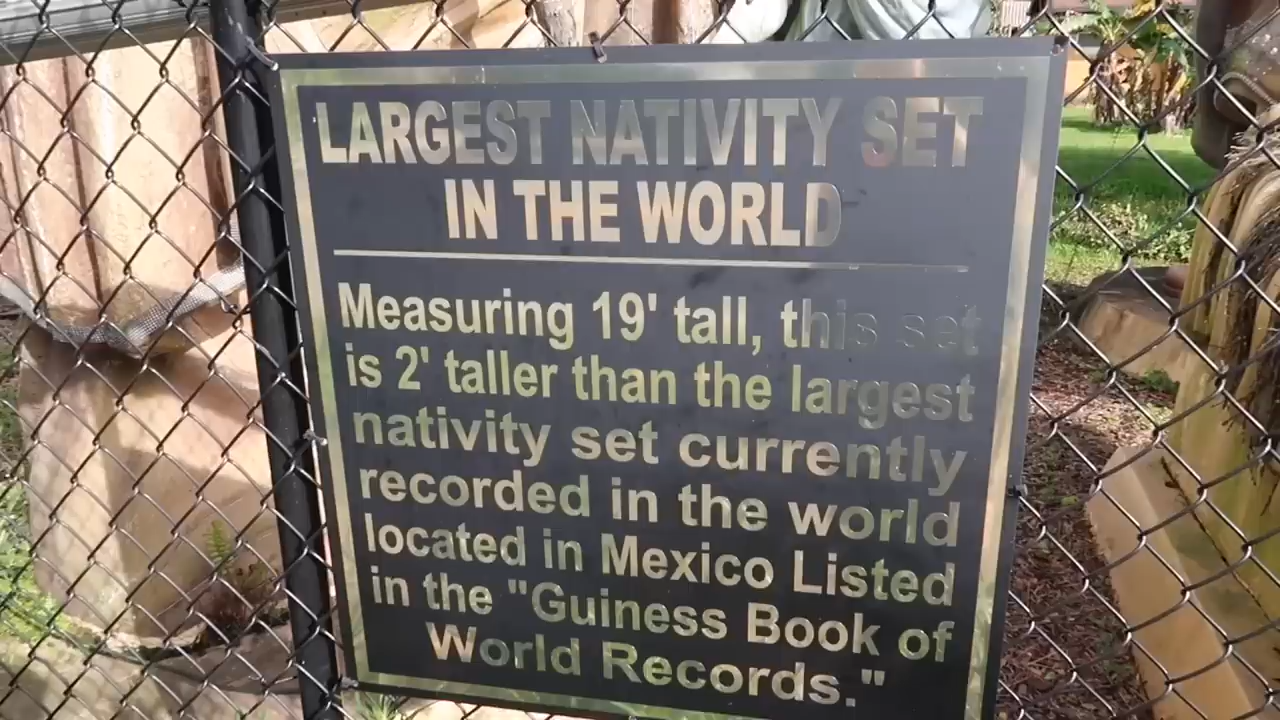 LARGEST NATIVITY SET
IN THE WORLD
Measuring 19' tall, this set
is 2' taller than the largest
nativity set currently
recorded in the world
located in Mexico Listed
in the "Guiness Book of
World Records."